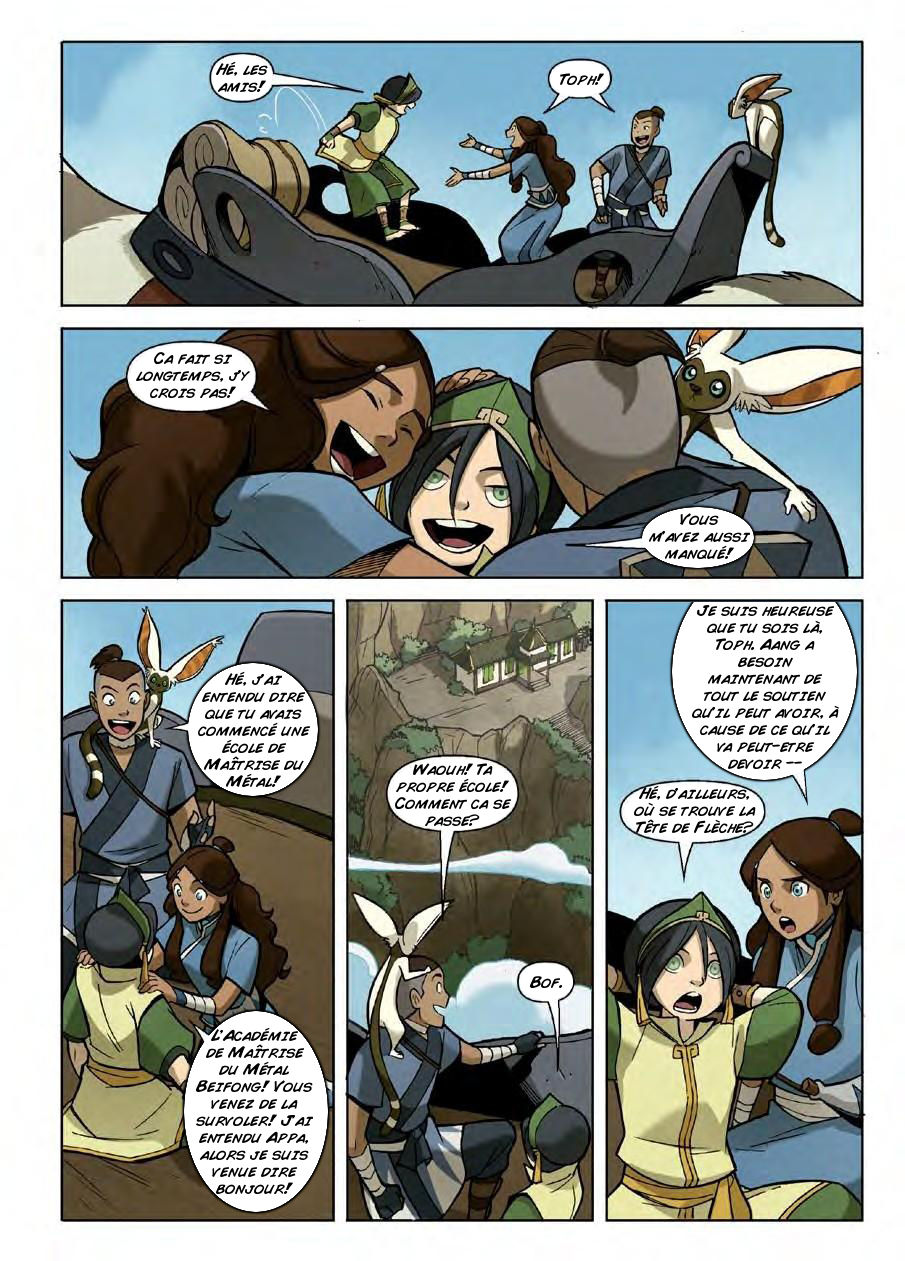 HÉ, LES
AMIS!
TOPH!
CA FAIT SI
LONGTEMPS, J'Y
CROIS PAS!
VOUS
M'AVEZ AUSSI
MANQUÉ!
HÉ, J'AI
ENTENDU DIRE
QUE TU AVAIS
COMMENCÉ UNE
ÉCOLE DE
MAÎTRISE DU
MÉTAL!
L'ACADÉMIE
DE MAÎTRISE
DU MÉTAL
BEIFONG! VOUS
VENEZ DE LA
SURVOLER! J'AI
ENTENDU APPA,
ALORS JE SUIS
VENUE DIRE
BONJOUR!
WAOUH! TA
PROPRE ÉCOLE!
COMMENT CA SE
PASSE?
BOF.
JE SUIS HEUREUSE
QUE TU SOIS LÀ,
TOPH. AANG A
BESOIN
MAINTENANT DE
TOUT LE SOUTIEN
QU'IL PEUT AVOIR, À
CAUSE DE CE QU'IL
VA PEUT-ETRE
DEVOIR --
HÉ, D'AILLEURS,
OÙ SE TROUVE LA
TÊTE DE FLÈCHE?